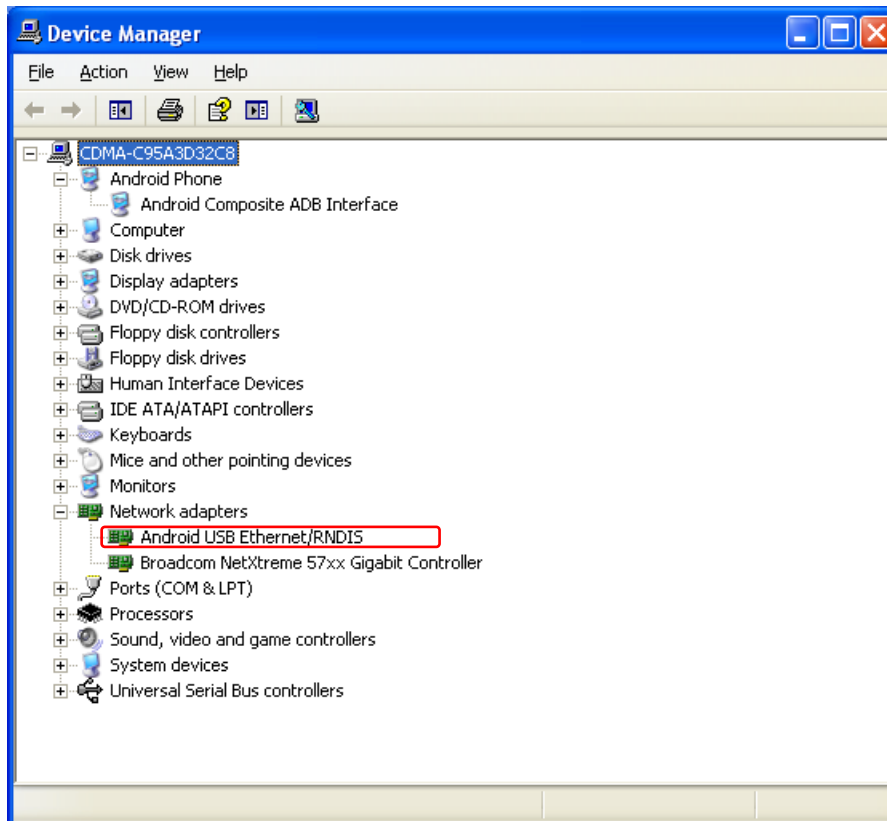 Device Manager
File Action View Help
CDMA-C95A3D32C8
Android Phone
Android Composite ADB Interface
Computer
Disk drives
Display adapters
DVD/CD-ROM drives
Floppy disk controllers
Floppy disk drives
Human Interface Devices
IDE ATA/ATAPI controllers
Keyboards
Mice and other pointing devices
Monitors
Network adapters
Android USB Ethernet/RNDIS
Broadcom NetXtreme 57xx Gigabit Controller
Ports (COM & LPT)
Processors
Sound, video and game controllers
System devices
Universal Serial Bus controllers